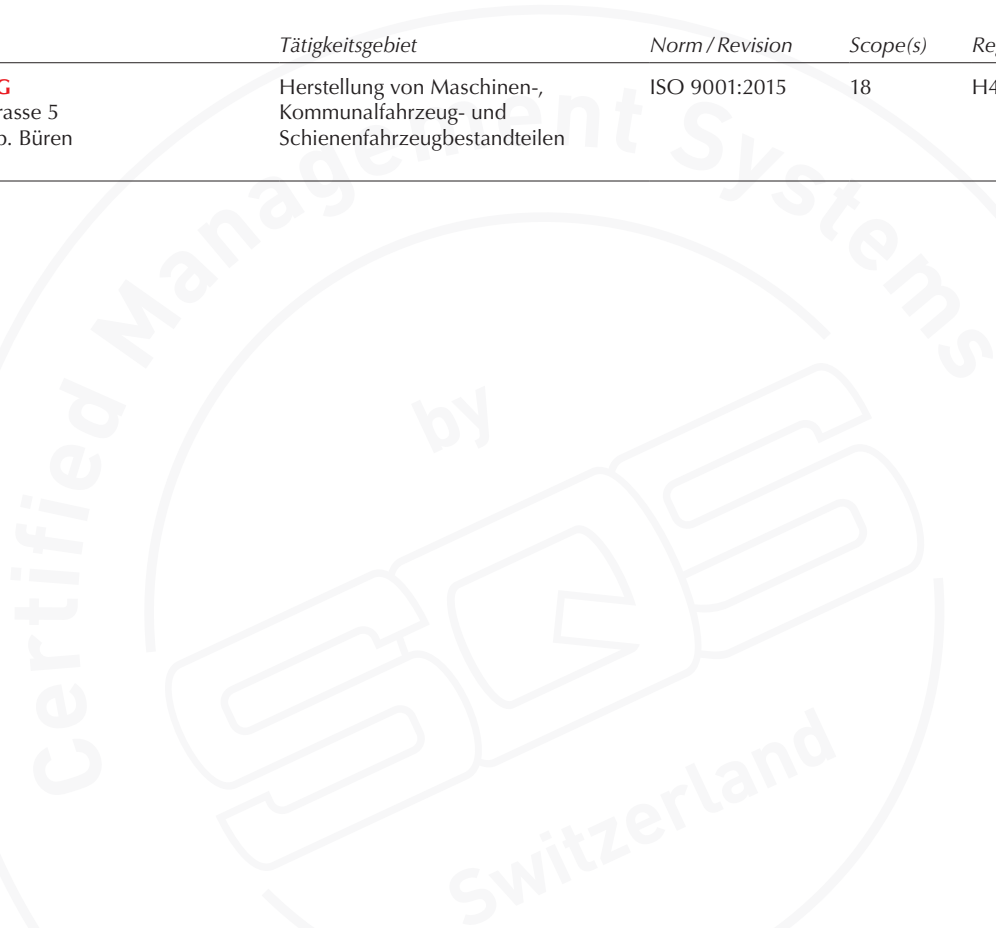 Tätigkeitsgebiet Norm / Revision Scope(s) Re
G Herstellung von Maschinen-, ISO 9001:2015 18 H4
rasse 5 Kommunalfahrzeug- und
b. Büren Schienenfahrzeugbestandteilen
Certified Management Systems
by
SQS
Switzerland